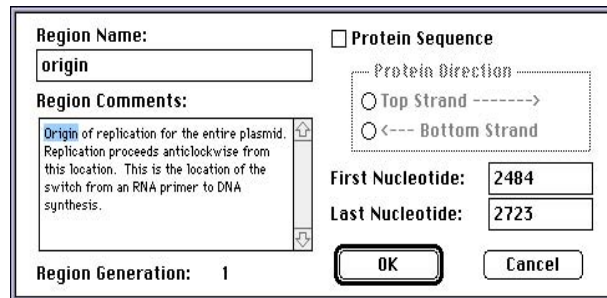 Region Name:
origin
Region Comments:
Origin of replication for the entire plasmid.
Replication proceeds anticlockwise from
this location. This is the location of the
switch from an RNA primer to DNA
synthesis.
Region Generation: 1
Protein Sequence
Protein Direction
Top Strand ------->
<--- Bottom Strand
First Nucleotide: 2484
Last Nucleotide: 2723
OK Cancel